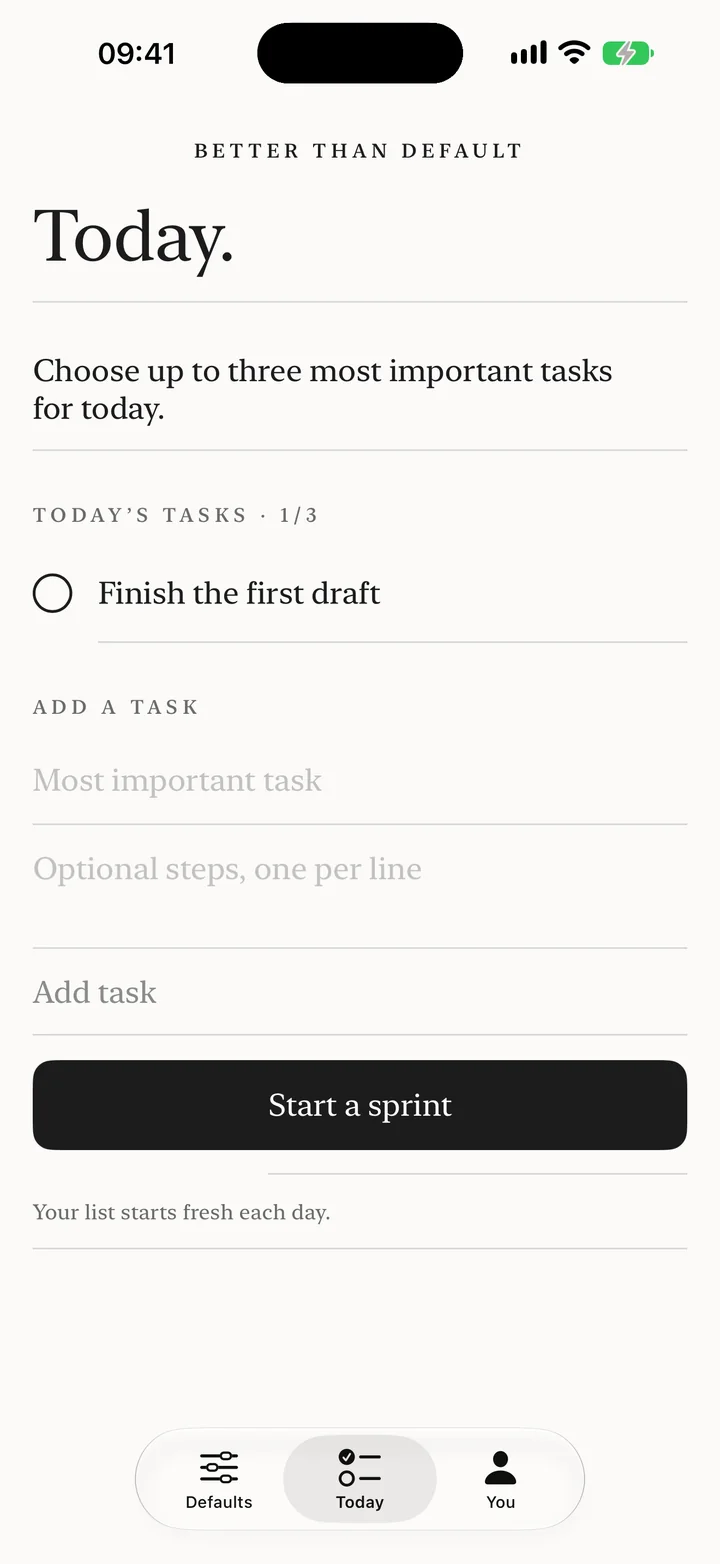 09:41
BETTER THAN DEFAULT
Today.
Choose up to three most important tasks
for today.
TODAY’S TASKS · 1/3
Finish the first draft
ADD A TASK
Most important task
Optional steps, one per line
Add task
Start a sprint
Your list starts fresh each day.
Defaults
Today
You